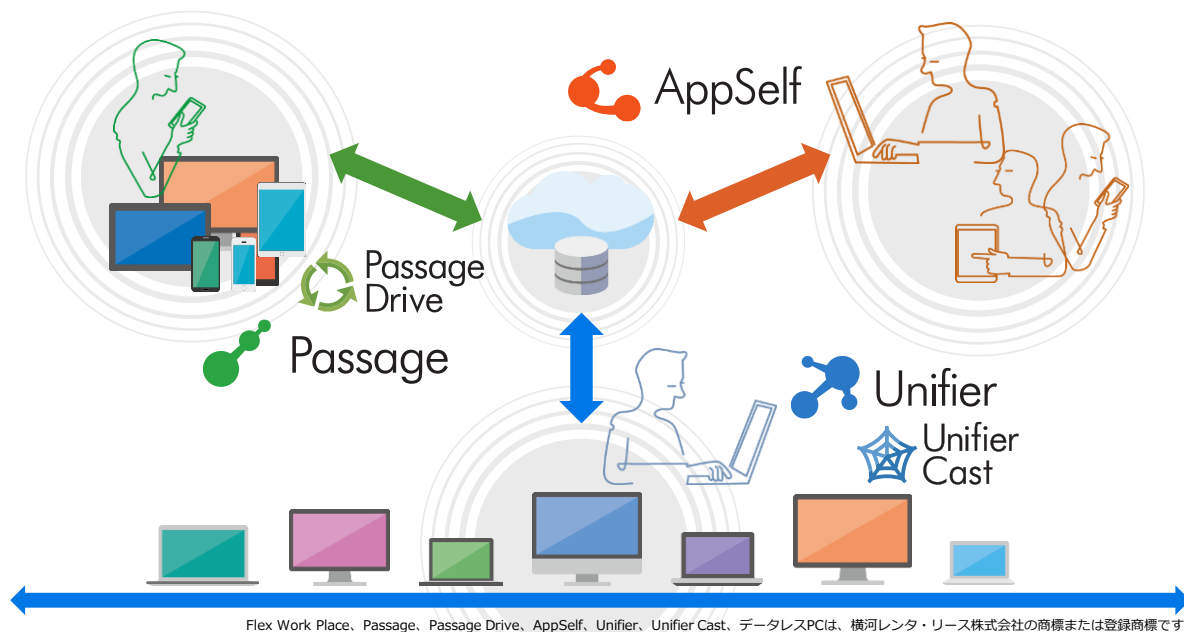 AppSelf
Passage
Drive
Passage
Unifier
Unifier
Cast
Flex Work Place、Passage、Passage Drive、AppSelf、Unifier、Unifier Cast、データレスPCは、横河レンタ・リース株式会社の商標または登録商標です